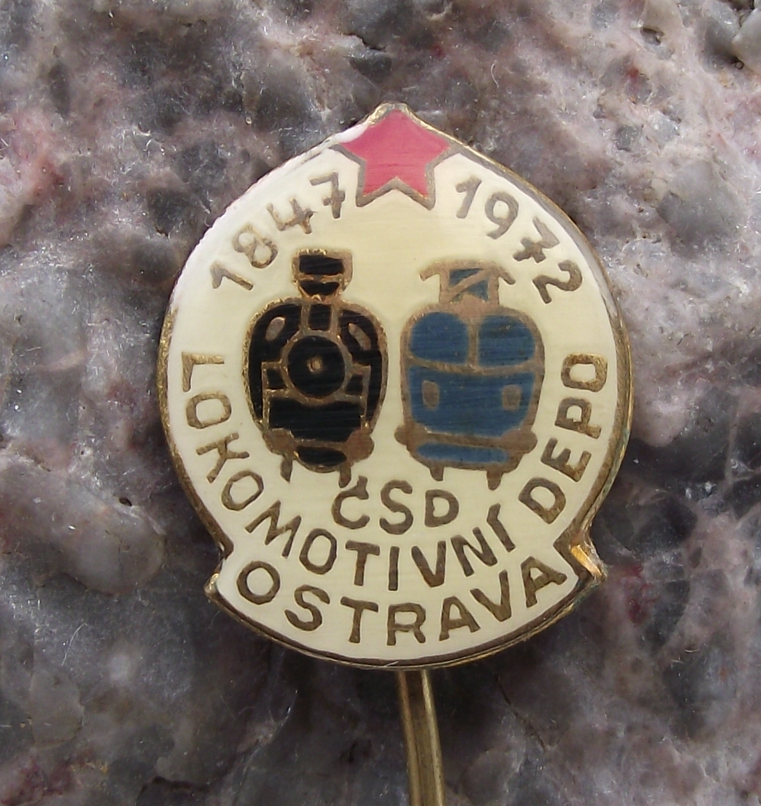 1847 1972
ČSD
LOKOMOTIVNÍ DEPO
OSTRAVA